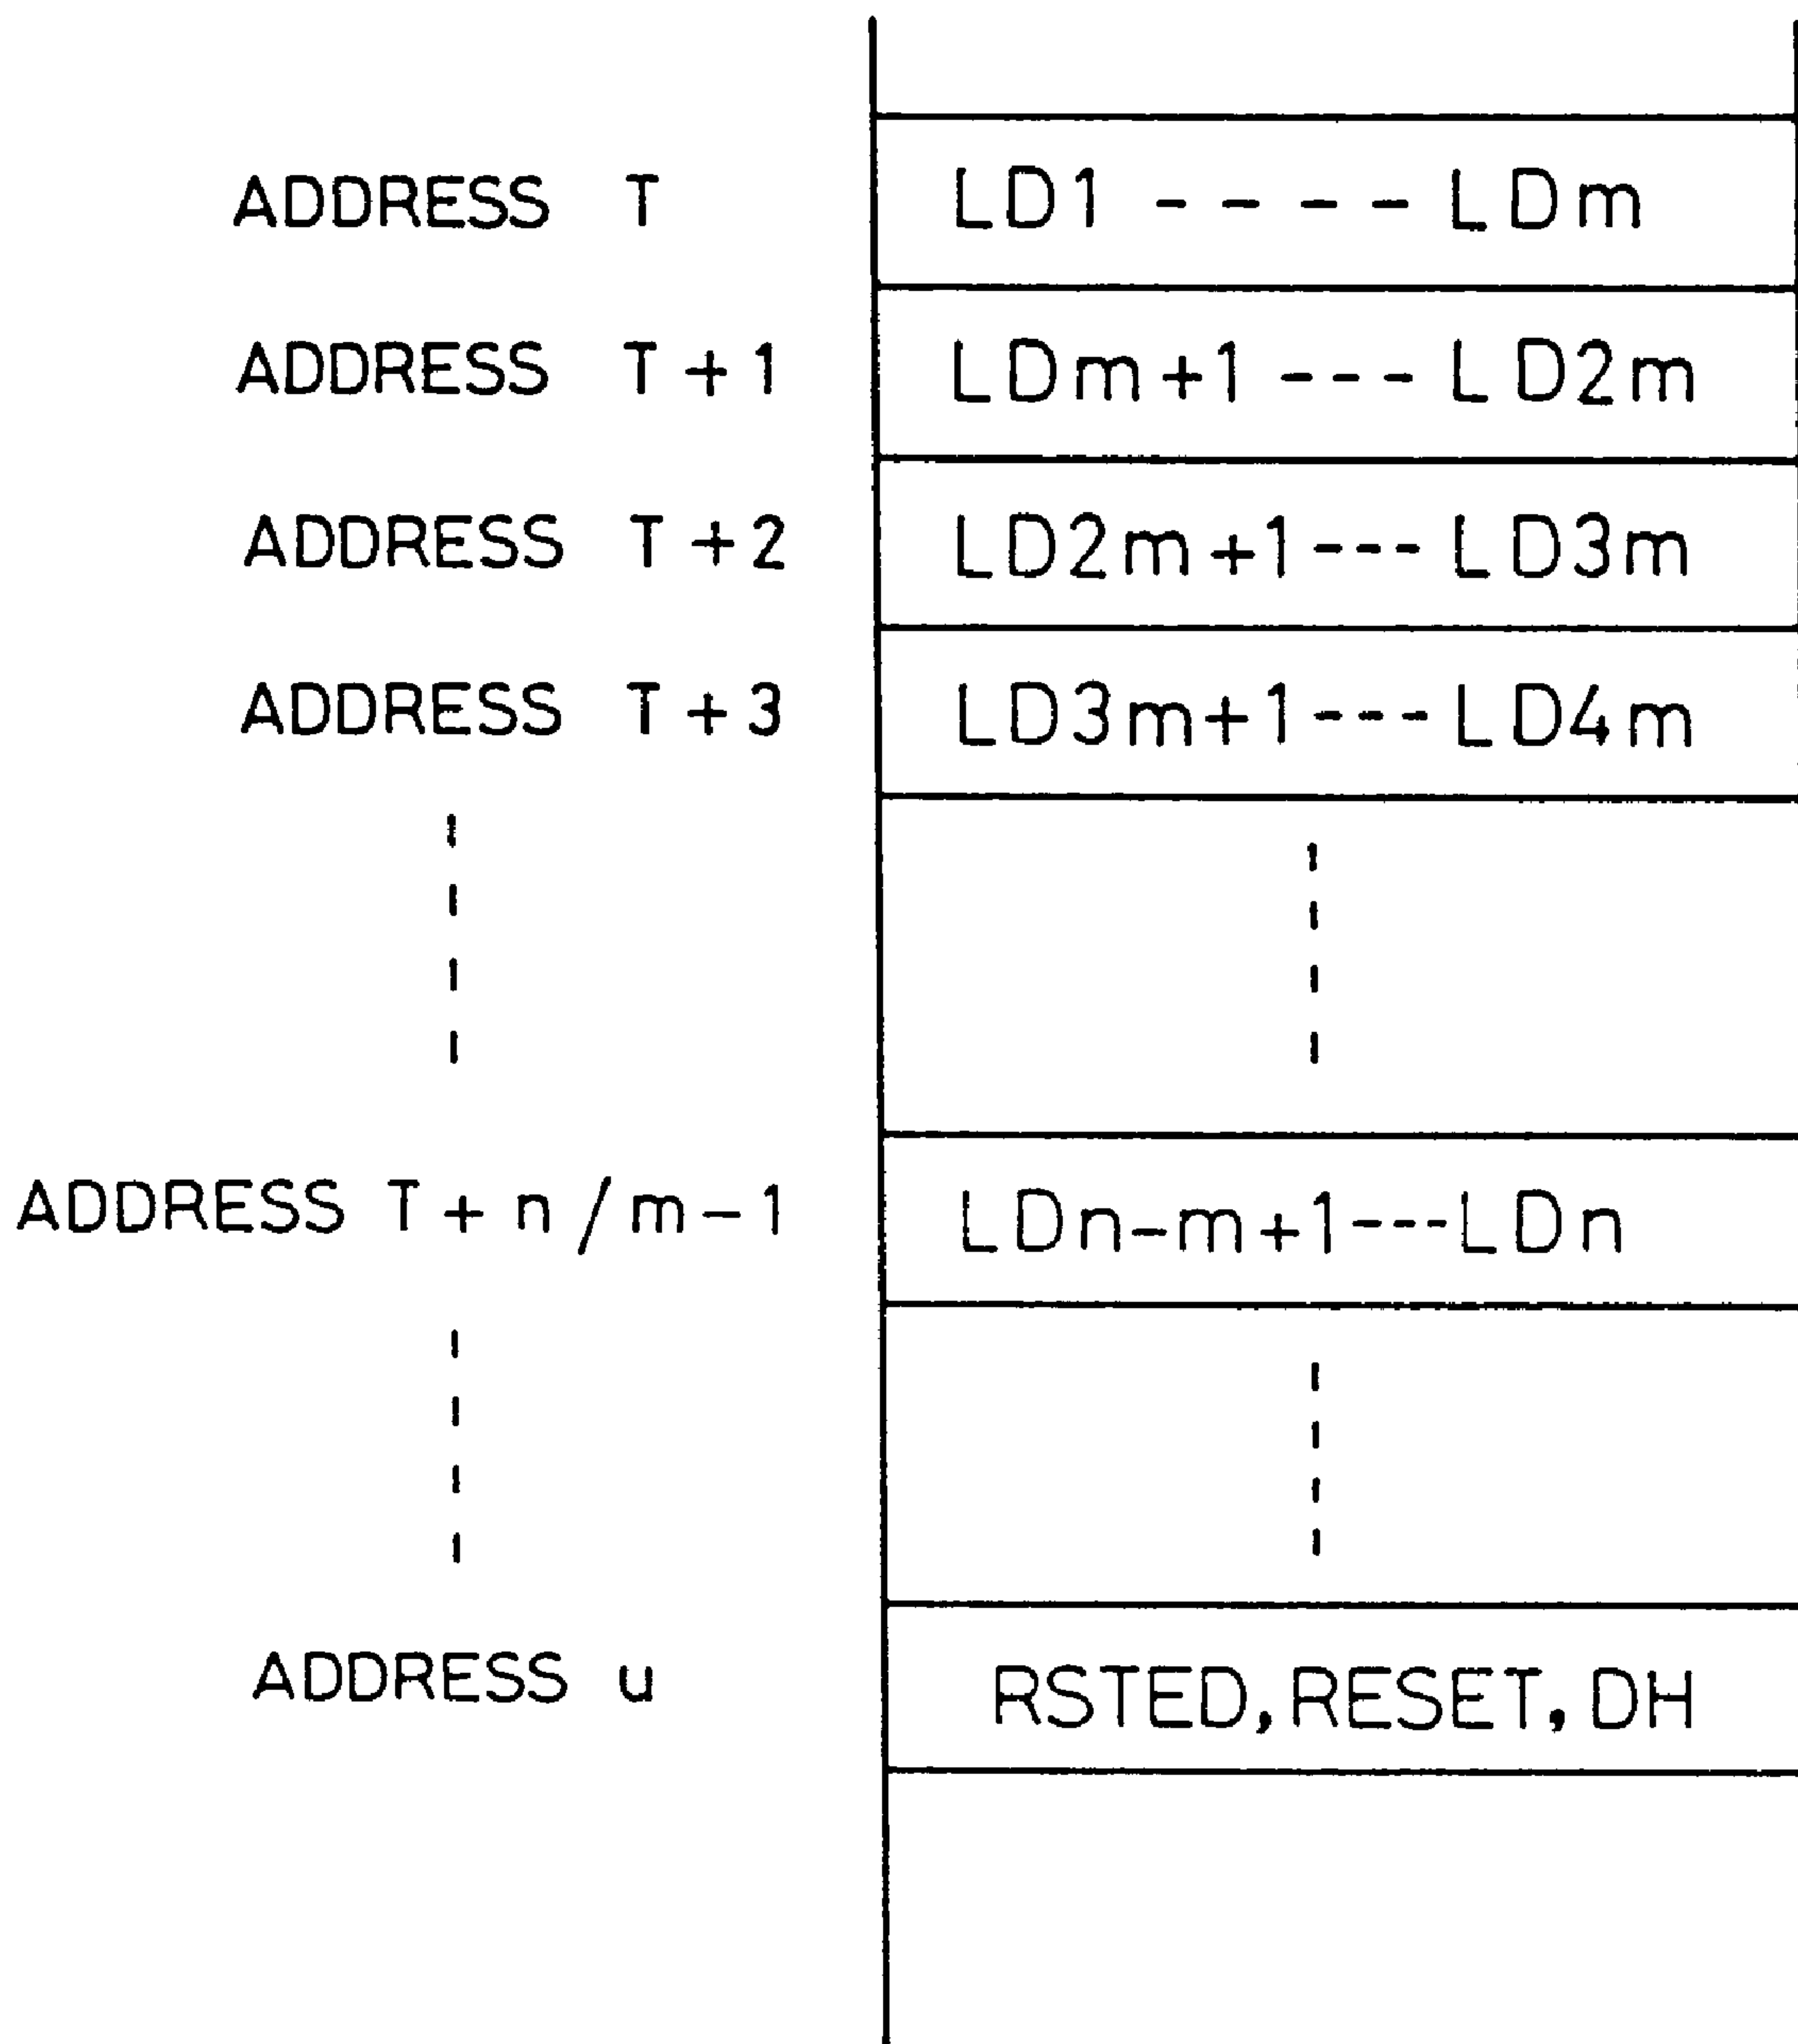 ADDRESS T LD1 ---- LDm
ADDRESS T+1 LDm+1 --- LD2m
ADDRESS T+2 LD2m+1 --- LD3m
ADDRESS T+3 LD3m+1 --- LD4m
ADDRESS T+n/m-1 LDn-m+1---LDn
ADDRESS u RSTED, RESET, DH